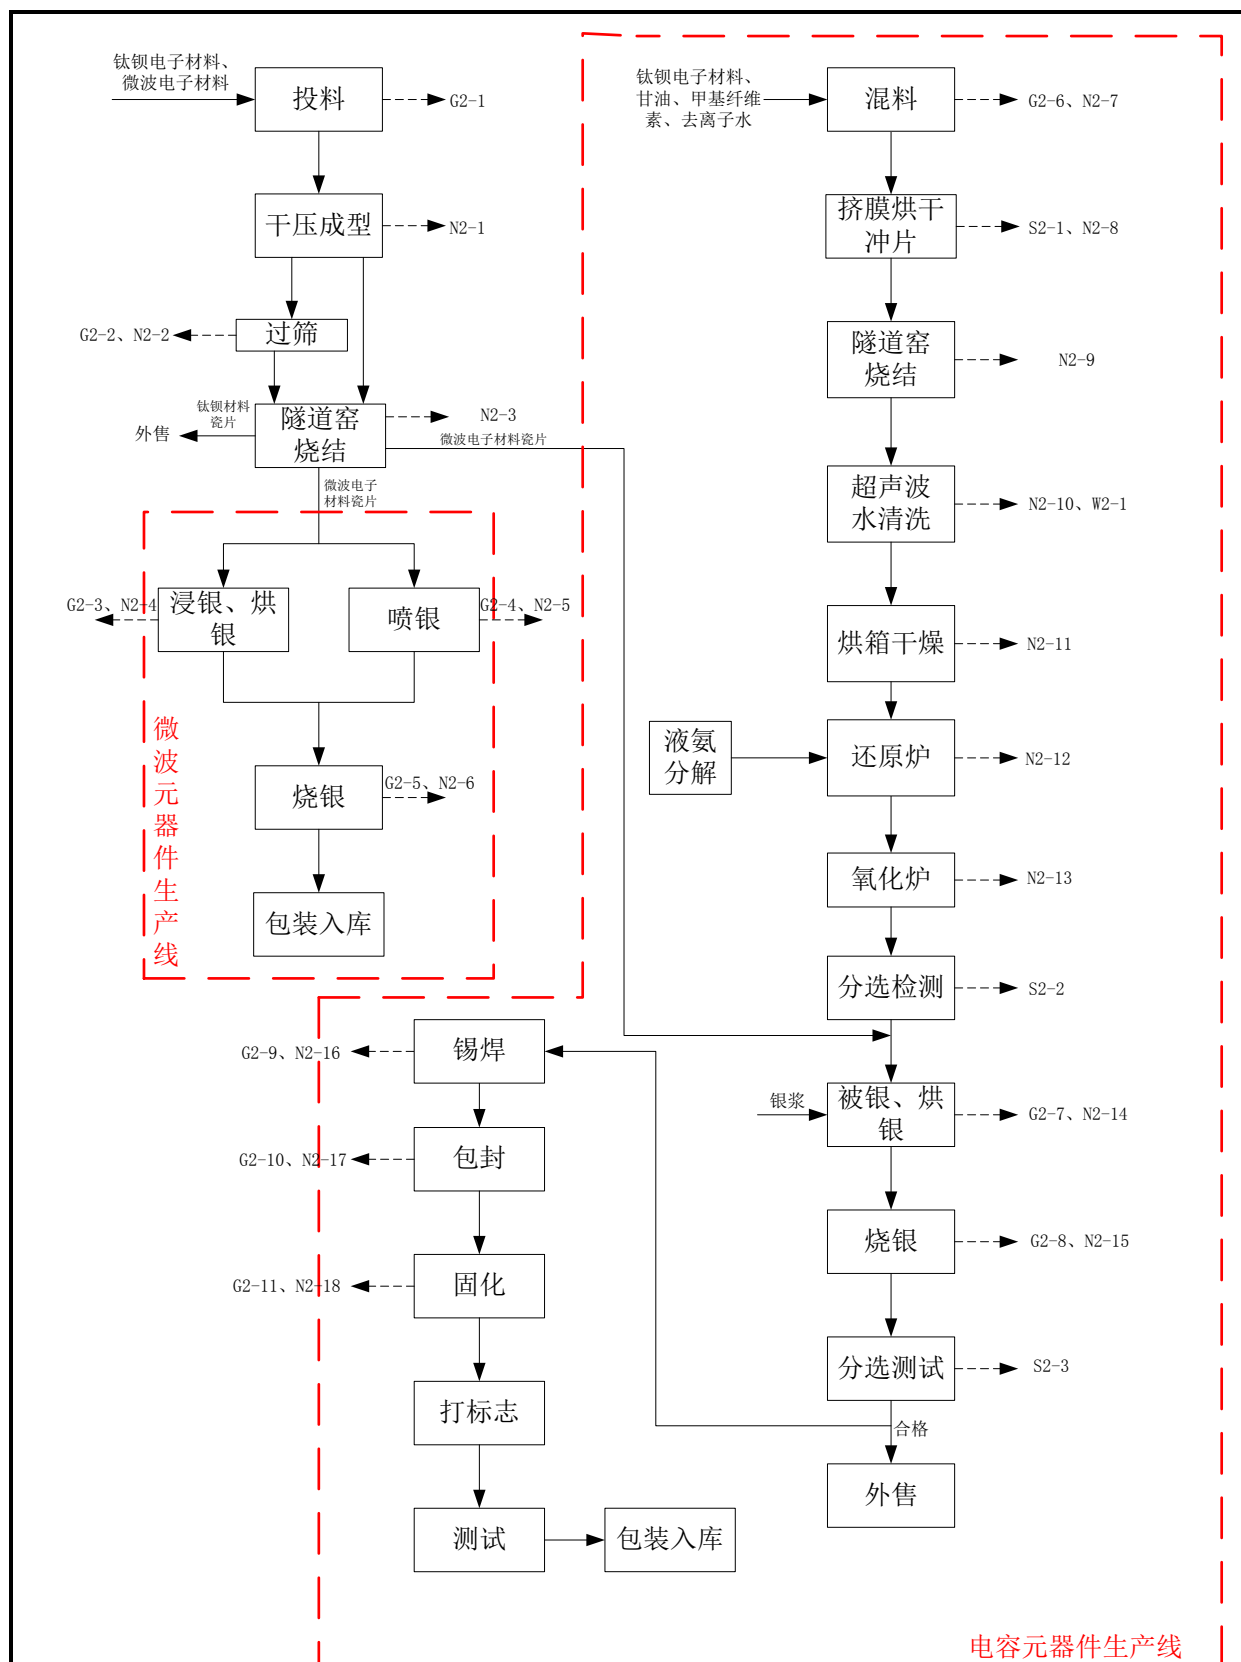 钛钡电子材料、
微波电子材料
投料
G2-1
干压成型
N2-1
G2-2、N2-2
过筛
钛钡材料
瓷片
外售
隧道窑
烧结
N2-3
微波电子材料瓷片
微波电子
材料瓷片
G2-3、N2-4
浸银、烘
银
喷银
G2-4、N2-5
烧银
G2-5、N2-6
包装入库
微波元器件生产线
钛钡电子材料、
甘油、甲基纤维
素、去离子水
混料
G2-6、N2-7
挤膜烘干
冲片
S2-1、N2-8
隧道窑
烧结
N2-9
超声波
水清洗
N2-10、W2-1
烘箱干燥
N2-11
液氨
分解
还原炉
N2-12
氧化炉
N2-13
分选检测
S2-2
银浆
被银、烘
银
G2-7、N2-14
烧银
G2-8、N2-15
分选测试
S2-3
合格
外售
锡焊
G2-9、N2-16
包封
G2-10、N2-17
固化
G2-11、N2-18
打标志
测试
包装入库
电容元器件生产线